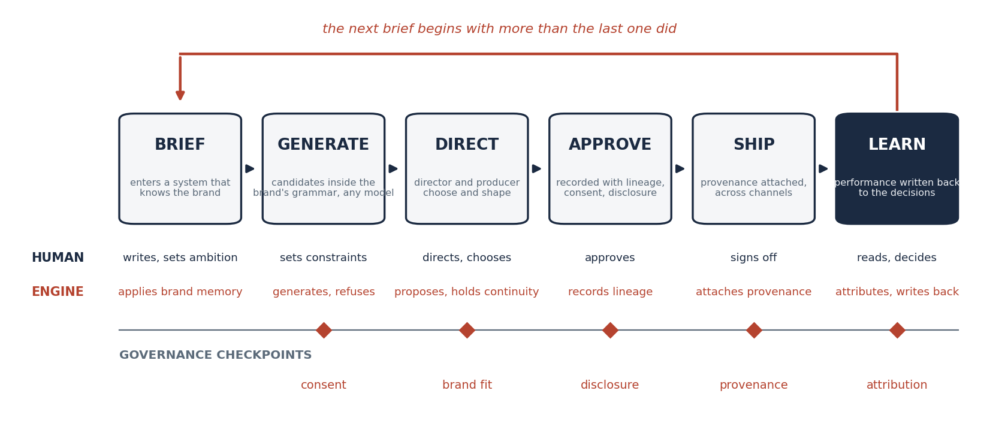 the next brief begins with more than the last one did
BRIEF
enters a system that
knows the brand
GENERATE
candidates inside the
brand's grammar, any model
DIRECT
director and producer
choose and shape
APPROVE
recorded with lineage,
consent, disclosure
SHIP
provenance attached,
across channels
LEARN
performance written back
to the decisions
HUMAN
writes, sets ambition
sets constraints
directs, chooses
approves
signs off
reads, decides
ENGINE
applies brand memory
generates, refuses
proposes, holds continuity
records lineage
attaches provenance
attributes, writes back
GOVERNANCE CHECKPOINTS
consent
brand fit
disclosure
provenance
attribution